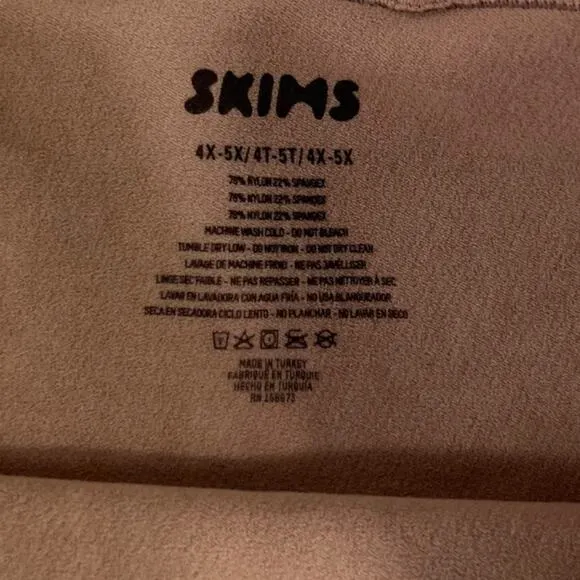 SKIMS
4X-5X/4T-5T/4X-5X
78% NYLON 22% SPANDEX
78% NYLON 22% SPANDEX
78% NYLON 22% SPANDEX
MACHINE WASH COLD - DO NOT BLEACH
TUMBLE DRY LOW - DO NOT IRON - DO NOT DRY CLEAN
LAVAGE DE MACHINE FROID - NE PAS JAVÉLLISER
LINGE SEC FAIBLE - NE PAS REPASSER - NE PAS NETTOYER À SEC
LAVAR EN LAVADORA CON AGUA FRÍA - NO USA BLANQUEADOR
SECA EN SECADORA CICLO LENTO - NO PLANCHAR - NO LAVAR EN SECO
MADE IN TURKEY
FABRIQUÉ EN TURQUIE
HECHO EN TURQUIA
RN